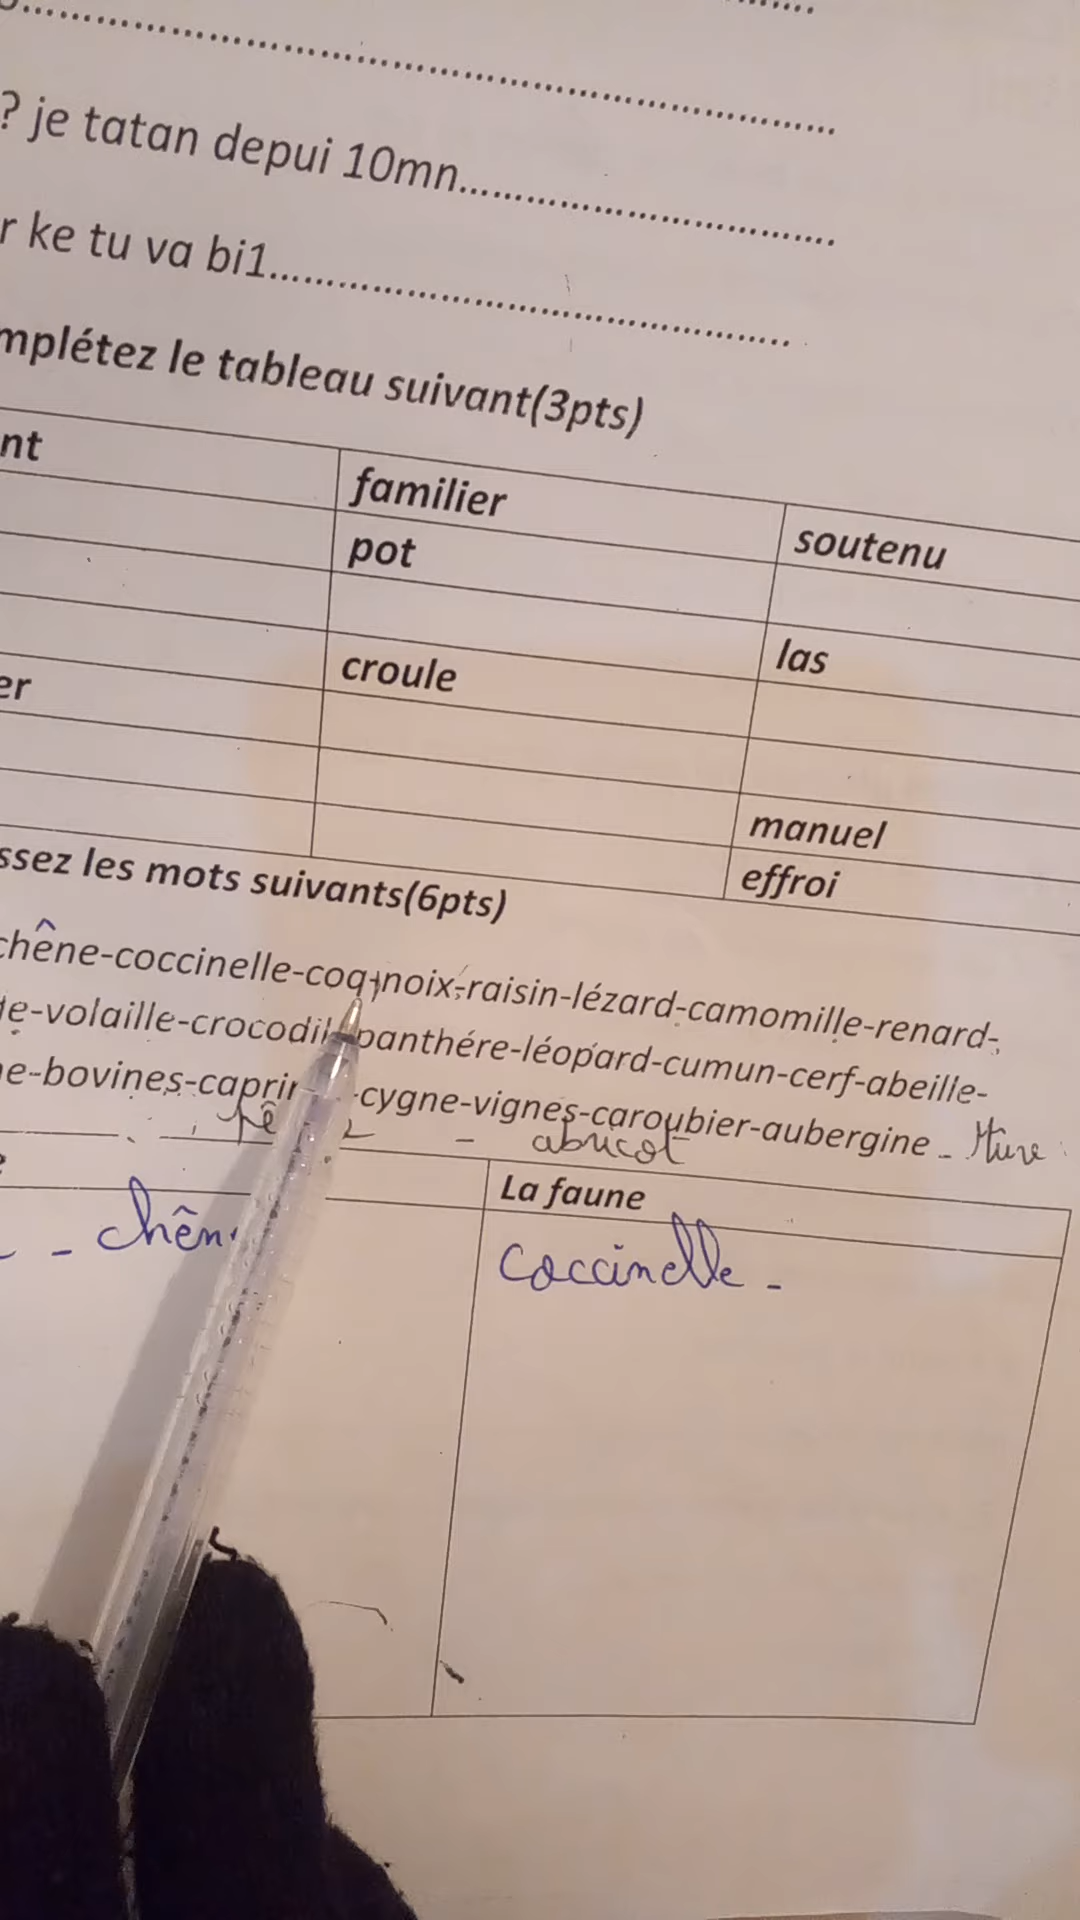 ? je tatan depui 10mn..........................................
r ke tu va bi1..........................................
mplétez le tableau suivant(3pts)
nt familier soutenu
pot
las
croule
er
manuel
effroi
ssez les mots suivants(6pts)
chêne-coccinelle-coq-noix-raisin-lézard-camomille-renard-
e-volaille-crocodil panthére-léopard-cumun-cerf-abeille-
ne-bovines-caprin cygne-vignes-caroubier-aubergine -
- abricot
La faune
- chên coccinelle -